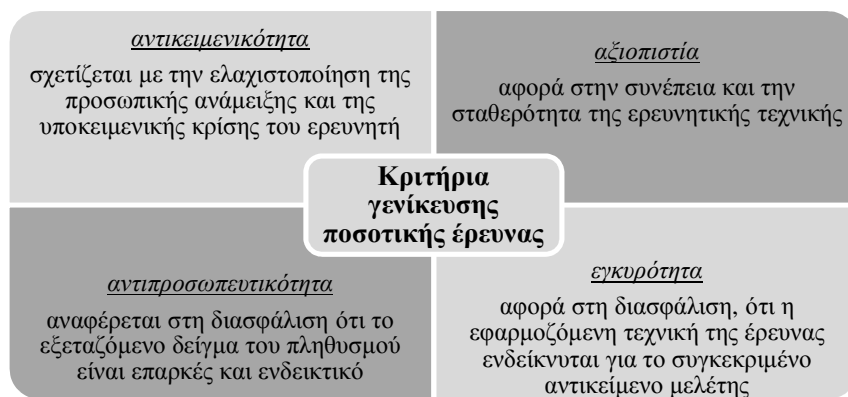 αντικειμενικότητα
σχετίζεται με την ελαχιστοποίηση της
προσωπικής ανάμειξης και της
υποκειμενικής κρίσης του ερευνητή
αξιοπιστία
αφορά στην συνέπεια και την
σταθερότητα της ερευνητικής τεχνικής
Κριτήρια
γενίκευσης
ποσοτικής έρευνας
αντιπροσωπευτικότητα
αναφέρεται στη διασφάλιση ότι το
εξεταζόμενο δείγμα του πληθυσμού
είναι επαρκές και ενδεικτικό
εγκυρότητα
αφορά στη διασφάλιση, ότι η
εφαρμοζόμενη τεχνική της έρευνας
ενδείκνυται για το συγκεκριμένο
αντικείμενο μελέτης